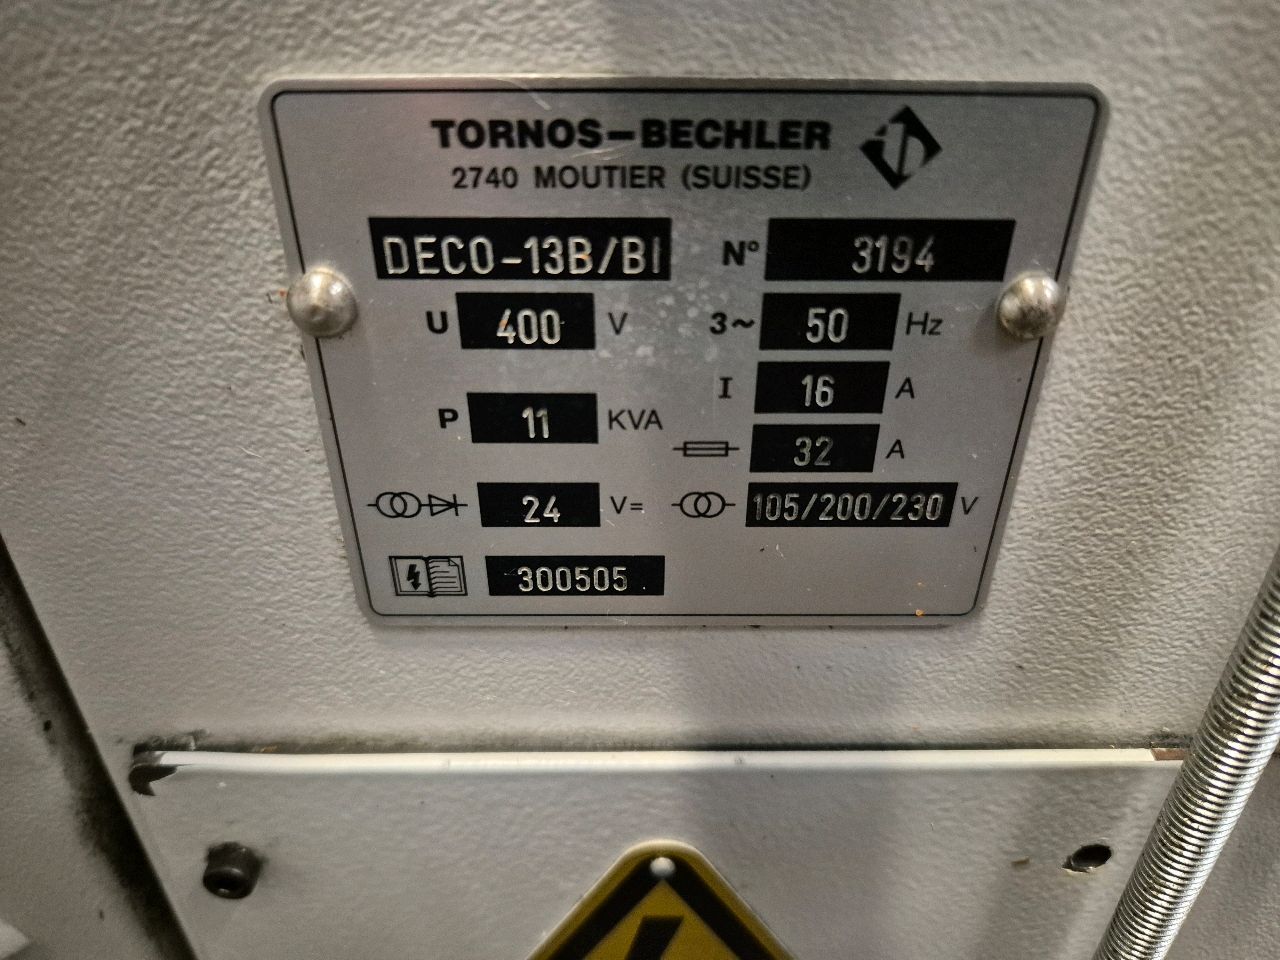 TORNOS-BECHLER
2740 MOUTIER (SUISSE)
DECO-13B/BI N° 3194
U 400 V 3~ 50 Hz
I 16 A
P 11 KVA
32 A
24 V= 105/200/230 V
300505